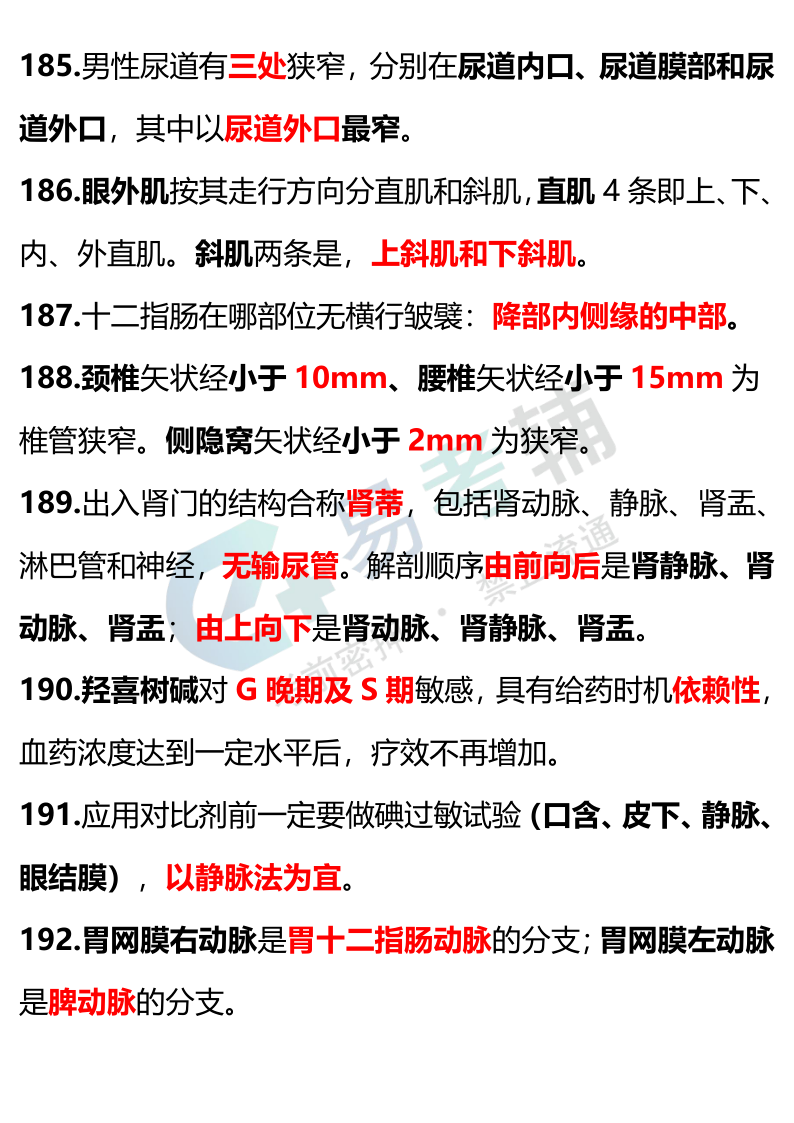 185.男性尿道有三处狭窄，分别在尿道内口、尿道膜部和尿
道外口，其中以尿道外口最窄。
186.眼外肌按其走行方向分直肌和斜肌，直肌 4 条即上、下、
内、外直肌。斜肌两条是，上斜肌和下斜肌。
187.十二指肠在哪部位无横行皱襞：降部内侧缘的中部。
188.颈椎矢状经小于 10mm、腰椎矢状经小于 15mm 为
椎管狭窄。侧隐窝矢状经小于 2mm 为狭窄。
189.出入肾门的结构合称肾蒂，包括肾动脉、静脉、肾盂、
淋巴管和神经，无输尿管。解剖顺序由前向后是肾静脉、肾
动脉、肾盂；由上向下是肾动脉、肾静脉、肾盂。
190.羟喜树碱对 G 晚期及 S 期敏感，具有给药时机依赖性，
血药浓度达到一定水平后，疗效不再增加。
191.应用对比剂前一定要做碘过敏试验（口含、皮下、静脉、
眼结膜），以静脉法为宜。
192.胃网膜右动脉是胃十二指肠动脉的分支；胃网膜左动脉
是脾动脉的分支。
易考辅
考前密押 · 禁止流通